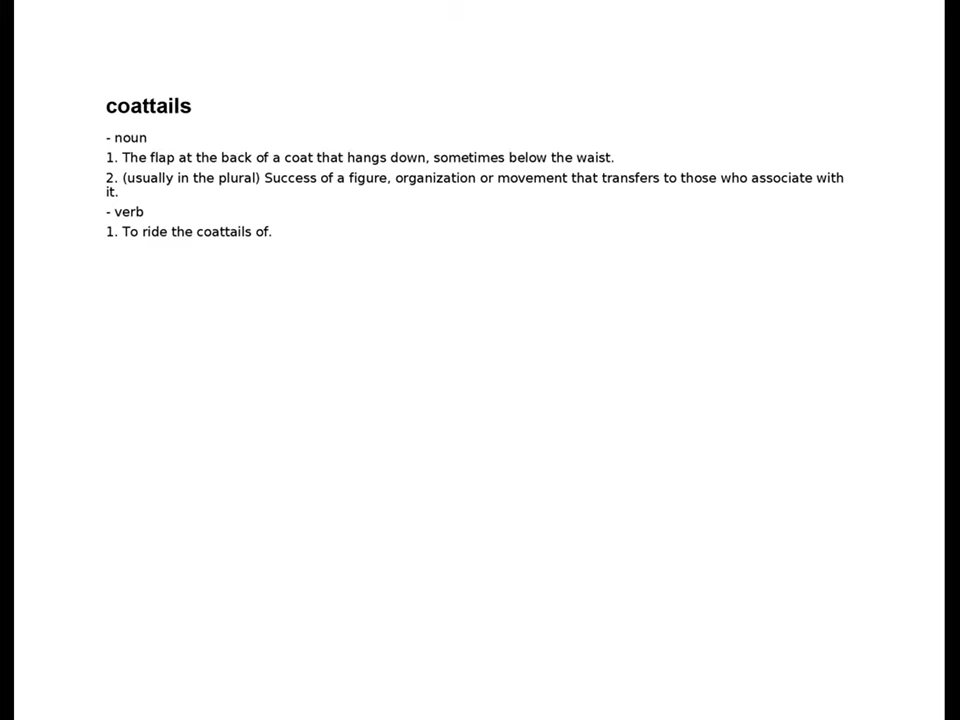 coattails
- noun
1. The flap at the back of a coat that hangs down, sometimes below the waist.
2. (usually in the plural) Success of a figure, organization or movement that transfers to those who associate with
it.
- verb
1. To ride the coattails of.